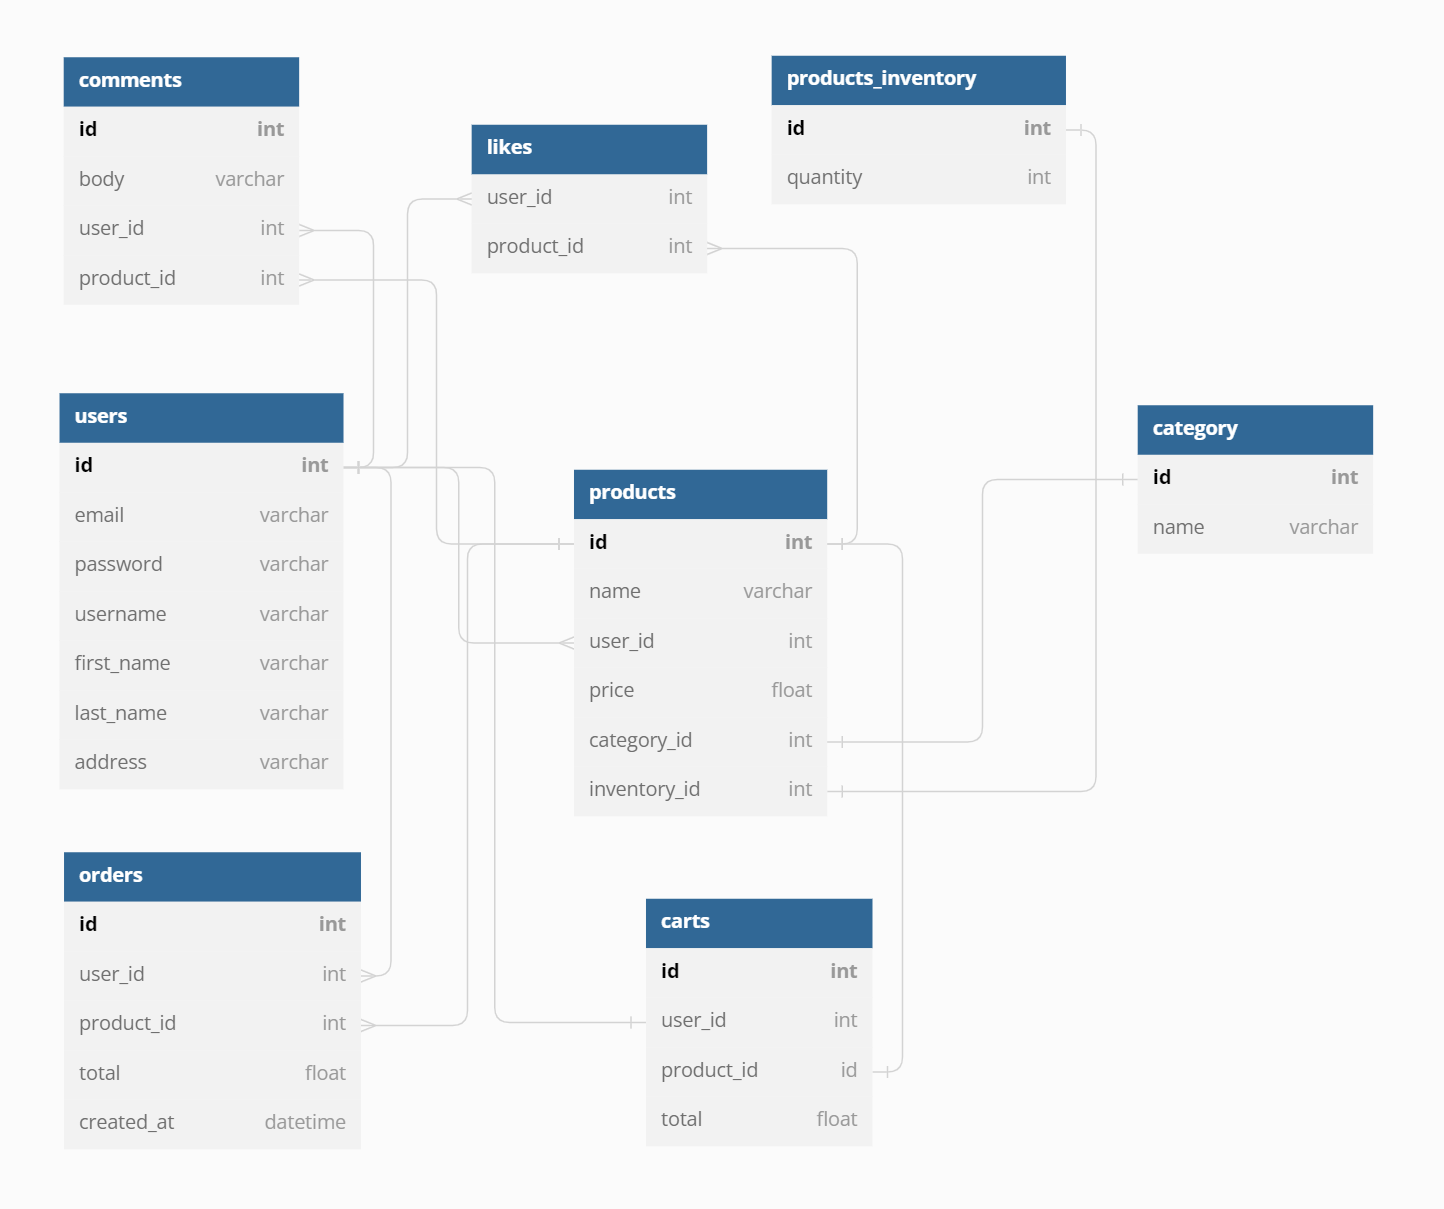 comments
id int
body varchar
user_id int
product_id int
likes
user_id int
product_id int
products_inventory
id int
quantity int
users
id int
email varchar
password varchar
username varchar
first_name varchar
last_name varchar
address varchar
products
id int
name varchar
user_id int
price float
category_id int
inventory_id int
category
id int
name varchar
orders
id int
user_id int
product_id int
total float
created_at datetime
carts
id int
user_id int
product_id id
total float